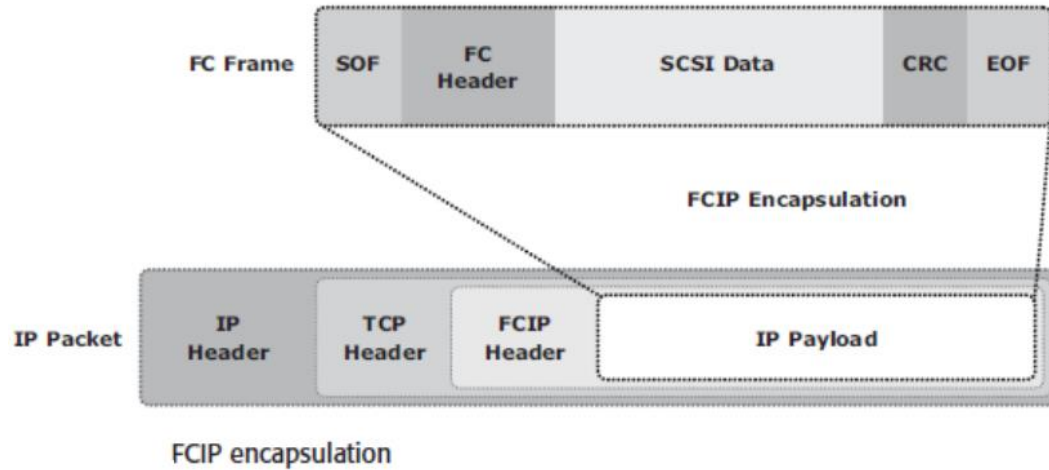 FC Frame SOF FC Header SCSI Data CRC EOF
FCIP Encapsulation
IP Packet IP Header TCP Header FCIP Header IP Payload
FCIP encapsulation